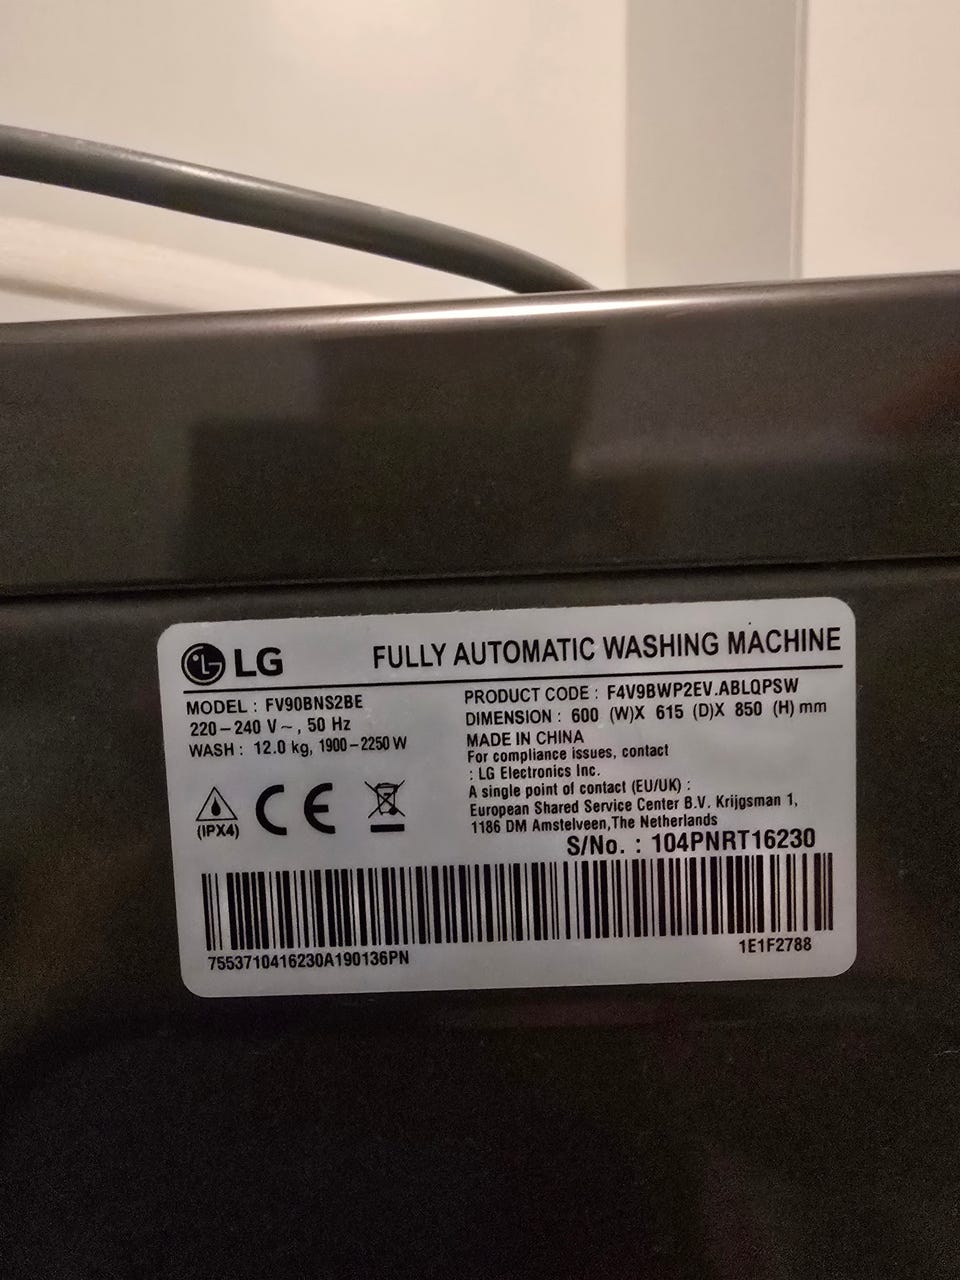 LG FULLY AUTOMATIC WASHING MACHINE
MODEL : FV90BNS2BE
220-240 V~, 50 Hz
WASH : 12.0 kg, 1900-2250 W
PRODUCT CODE : F4V9BWP2EV.ABLQPSW
DIMENSION : 600 (W)X 615 (D)X 850 (H) mm
MADE IN CHINA
For compliance issues, contact
: LG Electronics Inc.
A single point of contact (EU/UK) :
European Shared Service Center B.V. Krijgsman 1,
1186 DM Amstelveen,The Netherlands
(IPX4) CE
S/No. : 104PNRT16230
7553710416230A190136PN
1E1F2788